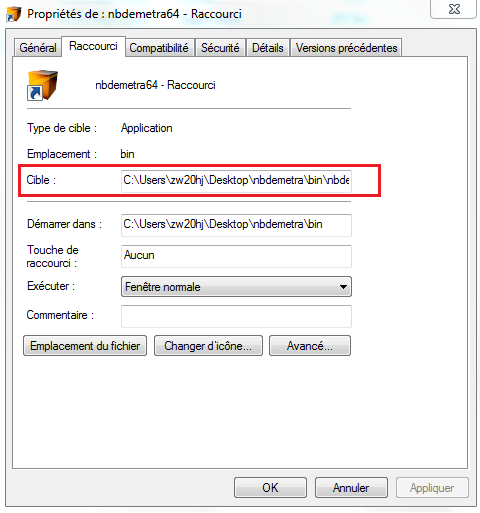 Propriétés de : nbdemetra64 - Raccourci
Général Raccourci Compatibilité Sécurité Détails Versions précédentes
nbdemetra64 - Raccourci
Type de cible : Application
Emplacement : bin
Cible : C:\Users\zw20hj\Desktop\nbdemetra\bin\nbde
Démarrer dans : C:\Users\zw20hj\Desktop\nbdemetra\bin
Touche de
raccourci : Aucun
Exécuter : Fenêtre normale
Commentaire :
Emplacement du fichier Changer d'icône... Avancé...
OK Annuler Appliquer